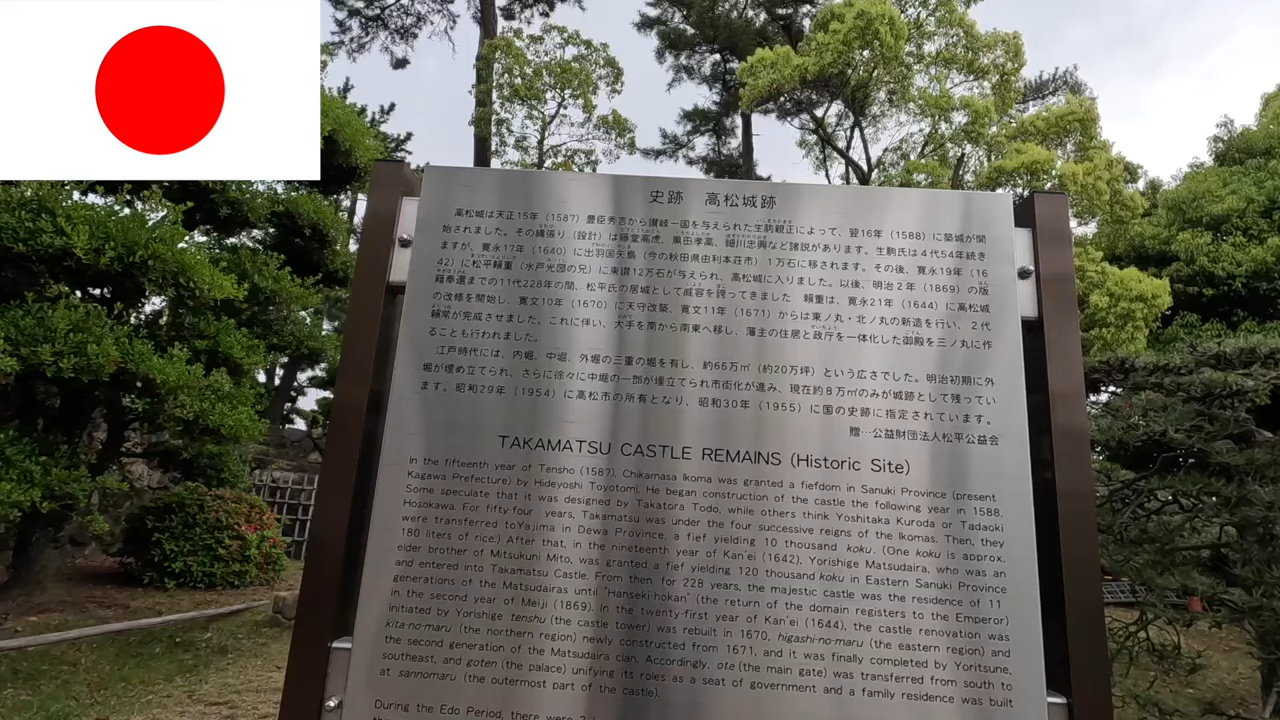 史跡 高松城跡
高松城は天正15年（1587）豊臣秀吉から讃岐一国を与えられた生駒親正によって、翌16年（1588）に築城が開
始されました。その縄張り（設計）は藤堂高虎、黒田孝高、細川忠興など諸説があります。生駒氏は４代54年続き
ますが、寛永17年（1640）に出羽国矢島（今の秋田県由利本荘市）１万石に移されます。その後、寛永19年（16
42）に松平頼重（水戸光圀の兄）に東讃12万石が与えられ、高松城に入りました。以後、明治２年（1869）の版
籍奉還までの11代228年の間、松平氏の居城として威容を誇ってきました 頼重は、寛永21年（1644）に高松城
の改修を開始し、寛文10年（1670）に天守改築、寛文11年（1671）からは東ノ丸・北ノ丸の新造を行い、２代
頼常が完成させました。これに伴い、大手を南から南東へ移し、藩主の住居と政庁を一体化した御殿を三ノ丸に作
ることも行われました。
江戸時代には、内堀、中堀、外堀の三重の堀を有し、約66万㎡（約20万坪）という広さでした。明治初期に外
堀が埋め立てられ、さらに徐々に中堀の一部が埋立てられ市街化が進み、現在約８万㎡のみが城跡として残ってい
ます。昭和29年（1954）に高松市の所有となり、昭和30年（1955）に国の史跡に指定されています。
贈…公益財団法人松平公益会
TAKAMATSU CASTLE REMAINS (Historic Site)
In the fifteenth year of Tensho (1587), Chikamasa Ikoma was granted a fiefdom in Sanuki Province (present
Kagawa Prefecture) by Hideyoshi Toyotomi. He began construction of the castle the following year in 1588.
Some speculate that it was designed by Takatora Todo, while others think Yoshitaka Kuroda or Tadaoki
Hosokawa. For fifty-four years, Takamatsu was under the four successive reigns of the Ikomas. Then, they
were transferred toYajima in Dewa Province, a fief yielding 10 thousand koku. (One koku is approx.
180 liters of rice.) After that, in the nineteenth year of Kan'ei (1642), Yorishige Matsudaira, who was an
elder brother of Mitsukuni Mito, was granted a fief yielding 120 thousand koku in Eastern Sanuki Province
and entered into Takamatsu Castle. From then for 228 years, the majestic castle was the residence of 11
generations of the Matsudairas until "Hanseki-hokan" (the return of the domain registers to the Emperor)
in the second year of Meiji (1869). In the twenty-first year of Kan'ei (1644), the castle renovation was
initiated by Yorishige tenshu (the castle tower) was rebuilt in 1670, higashi-no-maru (the eastern region) and
kita-no-maru (the northern region) newly constructed from 1671, and it was finally completed by Yoritsune,
the second generation of the Matsudaira clan. Accordingly, ote (the main gate) was transferred from south to
southeast, and goten (the palace) unifying its roles as a seat of government and a family residence was built
at sannomaru (the outermost part of the castle).
During the Edo Period, there were